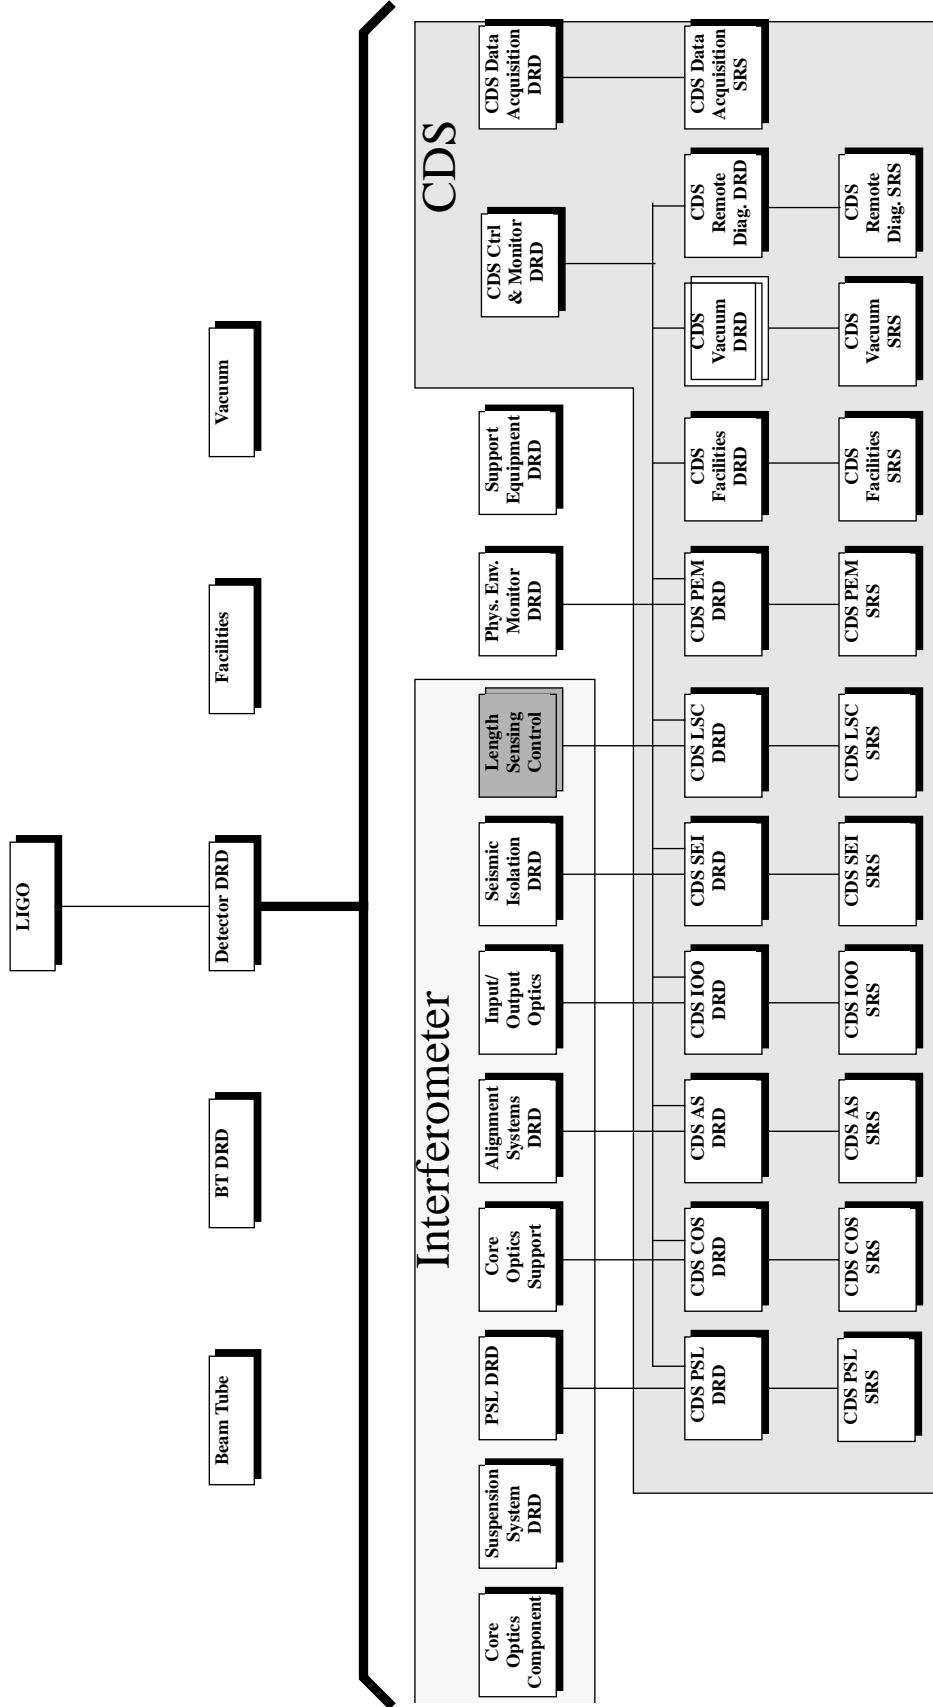 LIGO
Beam Tube
BT DRD
Detector DRD
Facilities
Vacuum
Interferometer
CDS
Core
Optics
Component
Suspension
System
DRD
PSL DRD
Core
Optics
Support
Alignment
Systems
DRD
Input/
Output
Optics
Seismic
Isolation
DRD
Length
Sensing
Control
Phys. Env.
Monitor
DRD
Support
Equipment
DRD
CDS Ctrl
& Monitor
DRD
CDS Data
Acquisition
DRD
CDS PSL
DRD
CDS COS
DRD
CDS AS
DRD
CDS IOO
DRD
CDS SEI
DRD
CDS LSC
DRD
CDS PEM
DRD
CDS
Facilities
DRD
CDS
Vacuum
DRD
CDS
Remote
Diag. DRD
CDS Data
Acquisition
SRS
CDS PSL
SRS
CDS COS
SRS
CDS AS
SRS
CDS IOO
SRS
CDS SEI
SRS
CDS LSC
SRS
CDS PEM
SRS
CDS
Facilities
SRS
CDS
Vacuum
SRS
CDS
Remote
Diag. SRS